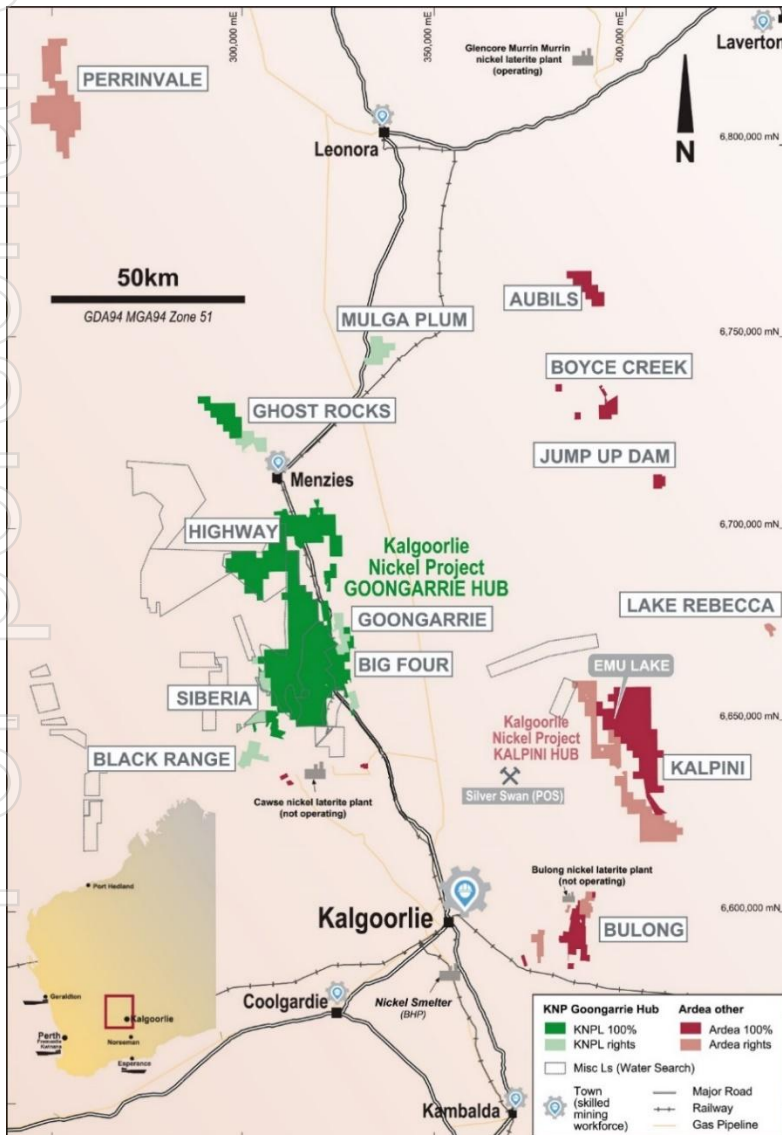 300,000 mE
350,000 mE
400,000 mE
Laverton
Glencore Murrin Murrin
nickel laterite plant
(operating)
PERRINVALE
N
Leonora
6,800,000 mN
50km
GDA94 MGA94 Zone 51
AUBILS
MULGA PLUM
6,750,000 mN
BOYCE CREEK
GHOST ROCKS
JUMP UP DAM
Menzies
HIGHWAY
6,700,000 mN
Kalgoorlie
Nickel Project
GOONGARRIE HUB
LAKE REBECCA
GOONGARRIE
BIG FOUR
EMU LAKE
SIBERIA
6,650,000 mN
Kalgoorlie
Nickel Project
KALPINI HUB
BLACK RANGE
KALPINI
Silver Swan (POS)
Cawse nickel laterite plant
(not operating)
Bulong nickel laterite plant
(not operating)
Port Hedland
Kalgoorlie
6,600,000 mN
BULONG
Geraldton
Kalgoorlie
Perth
Fremantle
Kwinana
Norseman
Esperance
Coolgardie
Nickel Smelter
(BHP)
Kambalda
KNP Goongarrie Hub
KNPL 100%
KNPL rights
Ardea other
Ardea 100%
Ardea rights
Misc Ls (Water Search)
Town
(skilled
mining
workforce)
Major Road
Railway
Gas Pipeline